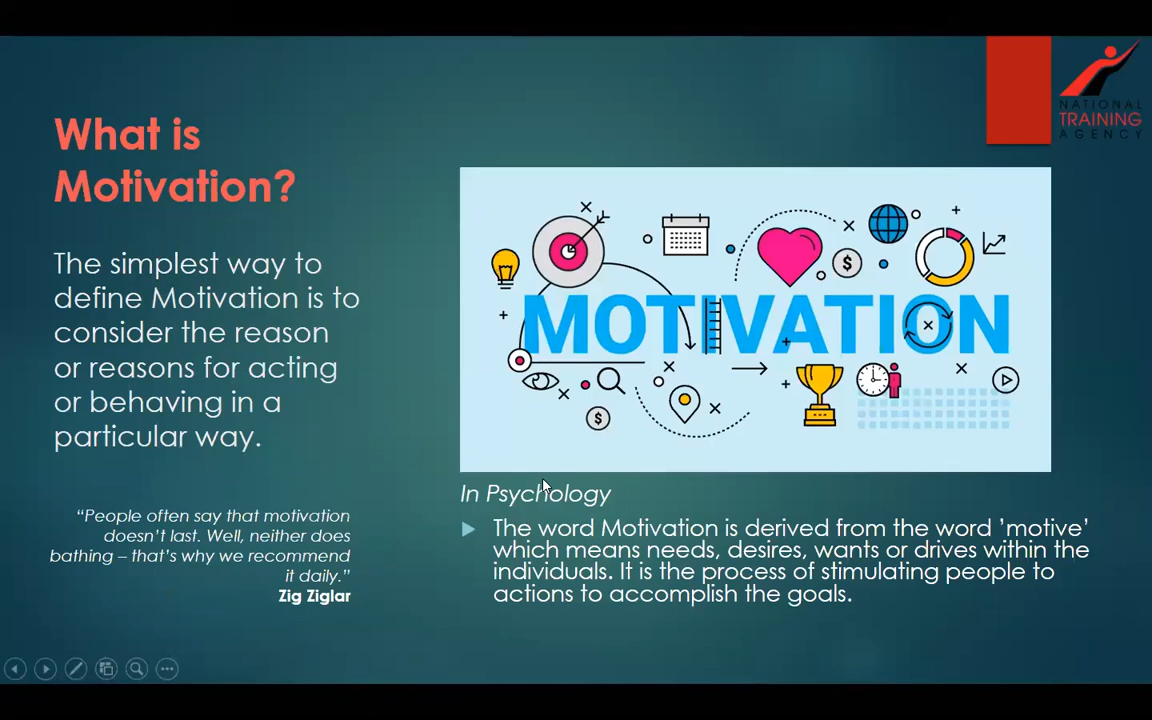 NATIONAL
TRAINING
AGENCY
What is
Motivation?
The simplest way to
define Motivation is to
consider the reason
or reasons for acting
or behaving in a
particular way.
“People often say that motivation
doesn’t last. Well, neither does
bathing – that’s why we recommend
it daily.”
Zig Ziglar
$
MOTIVATION
$
In Psychology
The word Motivation is derived from the word ’motive’
which means needs, desires, wants or drives within the
individuals. It is the process of stimulating people to
actions to accomplish the goals.